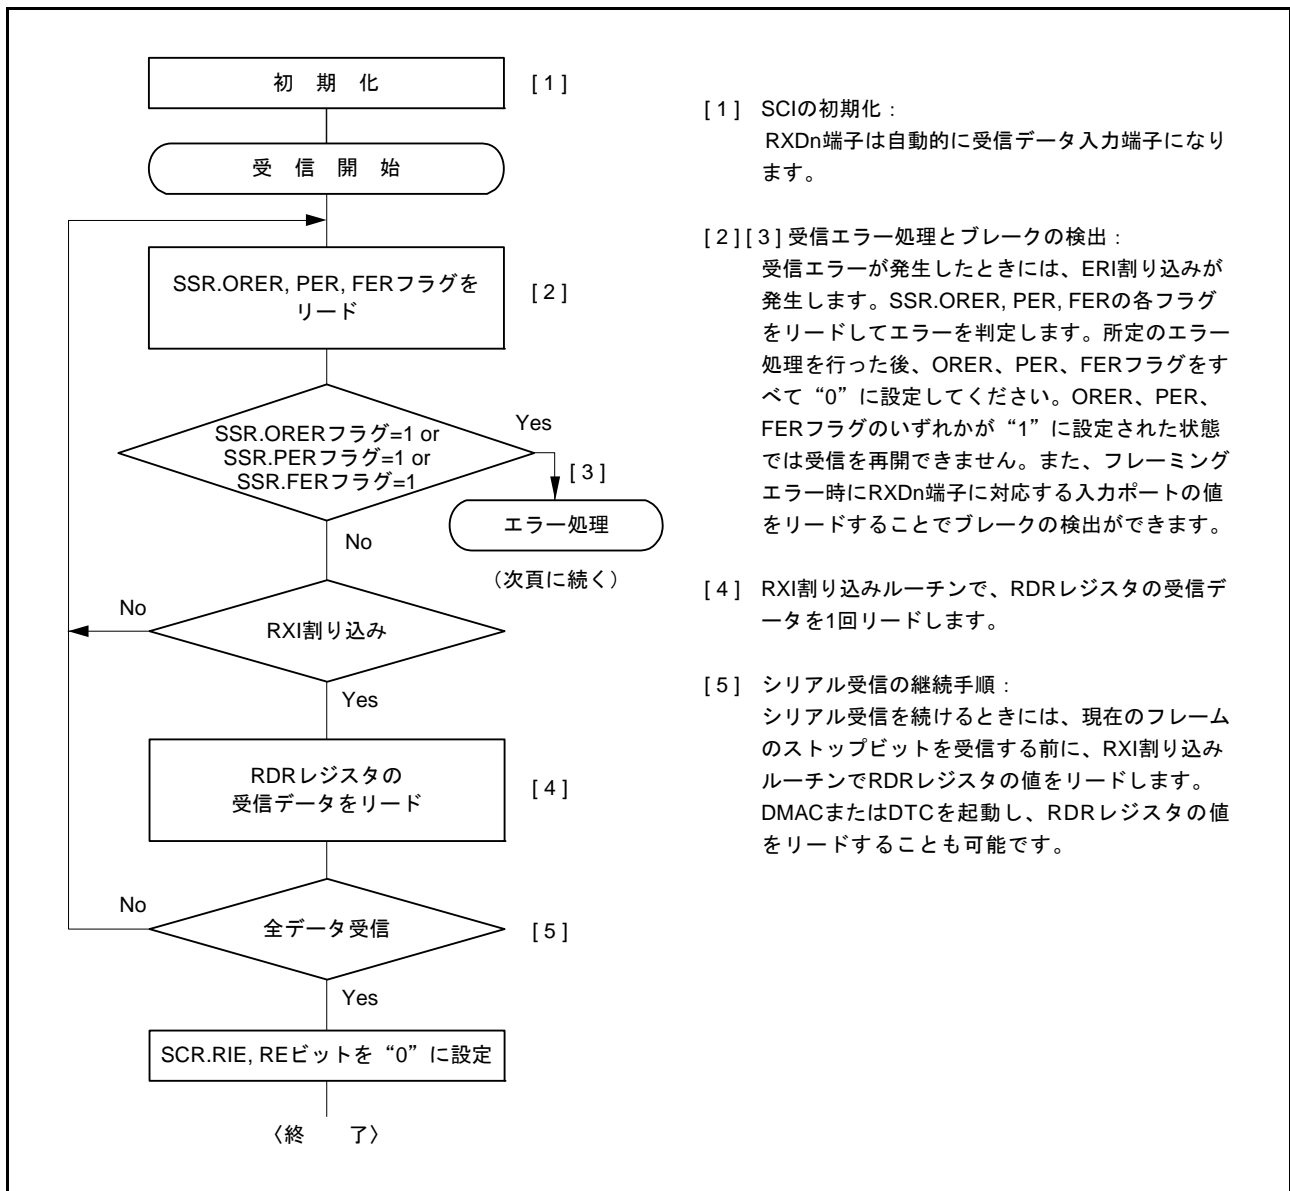 初 期 化
[ 1 ]
受 信 開 始
SSR.ORER, PER, FERフラグを
リード
[ 2 ]
SSR.ORERフラグ=1 or
SSR.PERフラグ=1 or
SSR.FERフラグ=1
Yes
[ 3 ]
エラー処理
(次頁に続く)
No
RXI割り込み
No
Yes
RDRレジスタの
受信データをリード
[ 4 ]
全データ受信
No
[ 5 ]
Yes
SCR.RIE, REビットを“0”に設定
〈終 了〉
[ 1 ] SCIの初期化:
RXDn端子は自動的に受信データ入力端子になり
ます。
[ 2 ] [ 3 ] 受信エラー処理とブレークの検出:
受信エラーが発生したときには、ERI割り込みが
発生します。SSR.ORER, PER, FERの各フラグ
をリードしてエラーを判定します。所定のエラー
処理を行った後、ORER、PER、FERフラグをす
べて“0”に設定してください。ORER、PER、
FERフラグのいずれかが“1”に設定された状態
では受信を再開できません。また、フレーミング
エラー時にRXDn端子に対応する入力ポートの値
をリードすることでブレークの検出ができます。
[ 4 ] RXI割り込みルーチンで、RDRレジスタの受信デ
ータを1回リードします。
[ 5 ] シリアル受信の継続手順:
シリアル受信を続けるときには、現在のフレーム
のストップビットを受信する前に、RXI割り込み
ルーチンでRDRレジスタの値をリードします。
DMACまたはDTCを起動し、RDRレジスタの値
をリードすることも可能です。